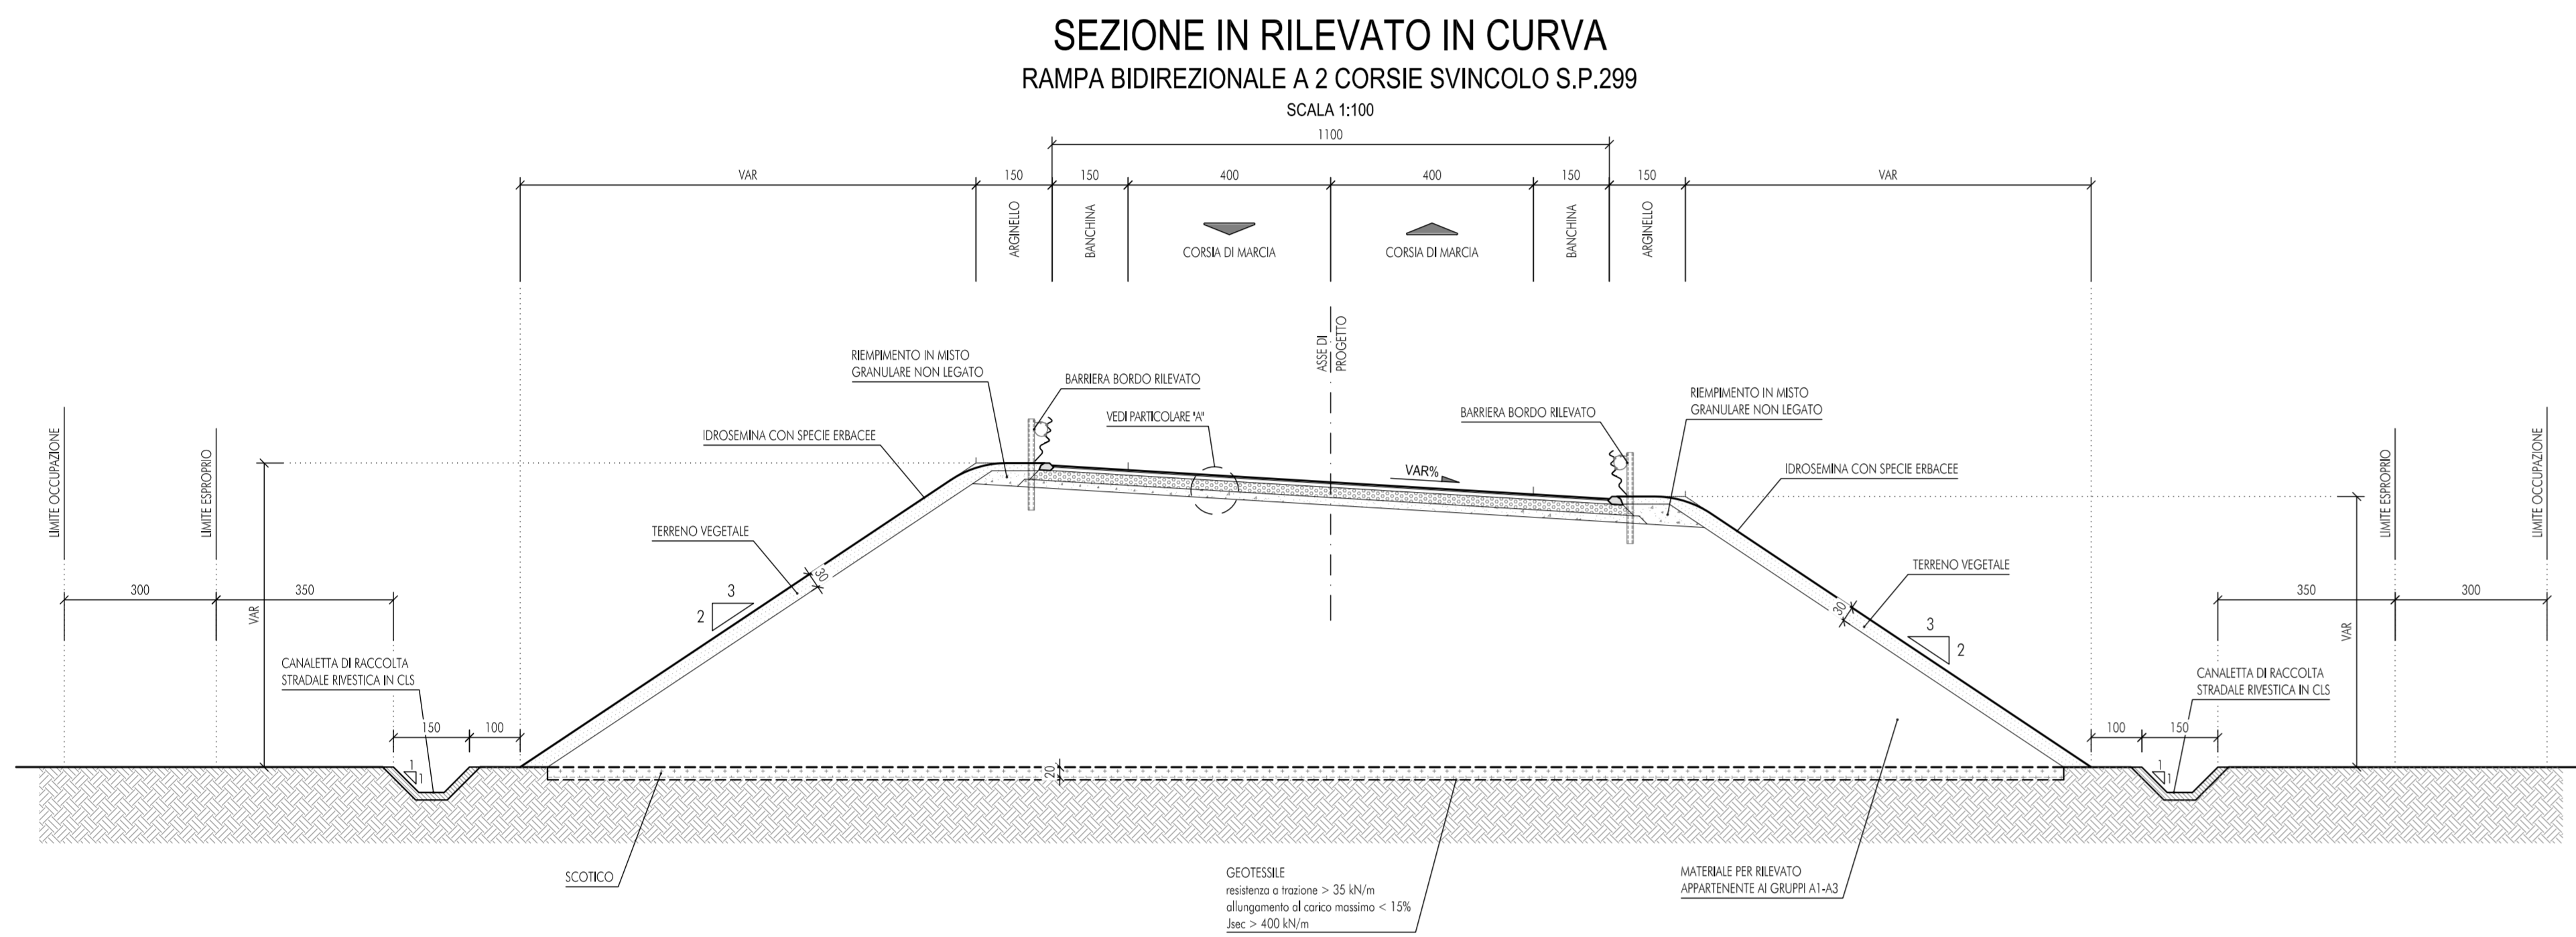 SEZIONE IN RILEVATO IN CURVA
RAMPA BIDIREZIONALE A 2 CORSIE SVINCOLO S.P.299
SCALA 1:100
1100
VAR
150
150
400
400
150
150
VAR
ARGINELLO
BANCHINA
CORSIA DI MARCIA
CORSIA DI MARCIA
BANCHINA
ARGINELLO
ASSE DI
PROGETTO
RIEMPIMENTO IN MISTO
GRANULARE NON LEGATO
BARRIERA BORDO RILEVATO
VEDI PARTICOLARE "A"
BARRIERA BORDO RILEVATO
RIEMPIMENTO IN MISTO
GRANULARE NON LEGATO
IDROSEMINA CON SPECIE ERBACEE
VAR%
IDROSEMINA CON SPECIE ERBACEE
LIMITE OCCUPAZIONE
LIMITE ESPROPRIO
LIMITE ESPROPRIO
LIMITE OCCUPAZIONE
TERRENO VEGETALE
TERRENO VEGETALE
30
30
300
350
350
300
VAR
VAR
3
2
3
2
CANALETTA DI RACCOLTA
STRADALE RIVESTICA IN CLS
CANALETTA DI RACCOLTA
STRADALE RIVESTICA IN CLS
150
100
100
150
1
1
20
1
1
SCOTICO
GEOTESSILE
resistenza a trazione > 35 kN/m
allungamento al carico massimo < 15%
Jsec > 400 kN/m
MATERIALE PER RILEVATO
APPARTENENTE AI GRUPPI A1-A3